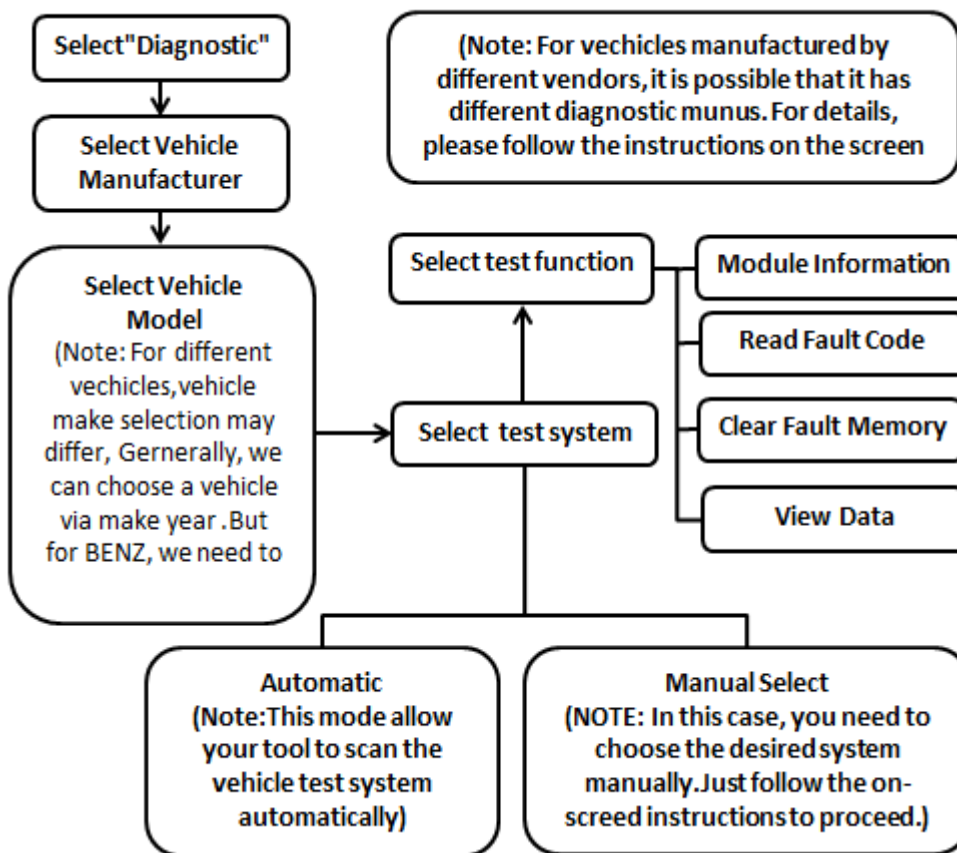 Select"Diagnostic"
(Note: For vechicles manufactured by
different vendors, it is possible that it has
different diagnostic munus. For details,
please follow the instructions on the screen
Select Vehicle
Manufacturer
Select Vehicle
Model
(Note: For different
vechicles,vehicle
make selection may
differ, Gernerally, we
can choose a vehicle
via make year .But
for BENZ, we need to
Select test system
Select test function
Module Information
Read Fault Code
Clear Fault Memory
View Data
Automatic
(Note:This mode allow
your tool to scan the
vehicle test system
automatically)
Manual Select
(NOTE: In this case, you need to
choose the desired system
manually.Just follow the on-
screed instructions to proceed.)